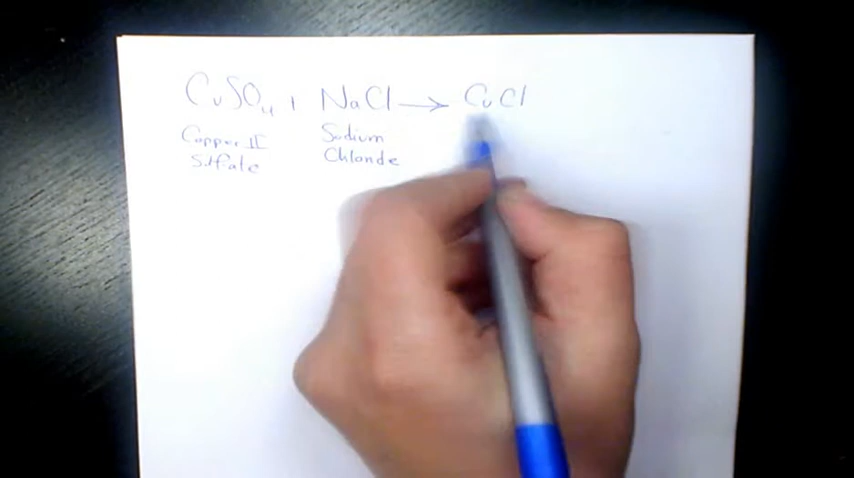 CuSO4 + NaCl → CuCl
Copper II Sodium
Sulfate Chloride